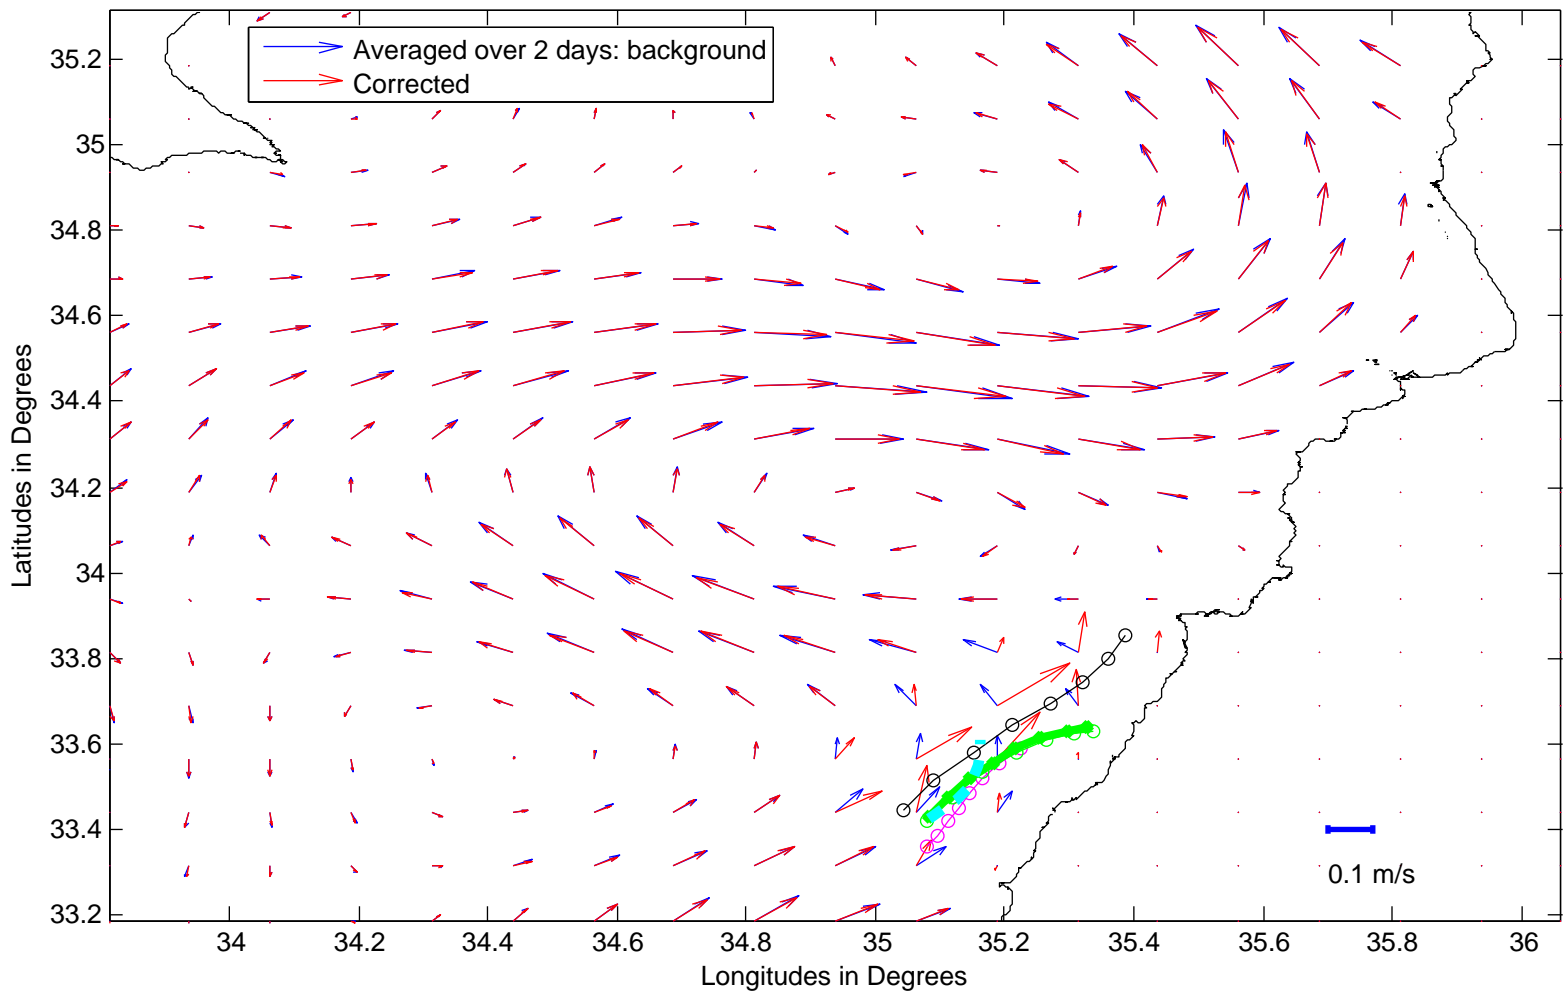 Averaged over 2 days: background
Corrected
35.2
35
34.8
34.6
34.4
34.2
34
33.8
33.6
33.4
33.2
Latitudes in Degrees
0.1 m/s
34 34.2 34.4 34.6 34.8 35 35.2 35.4 35.6 35.8 36
Longitudes in Degrees